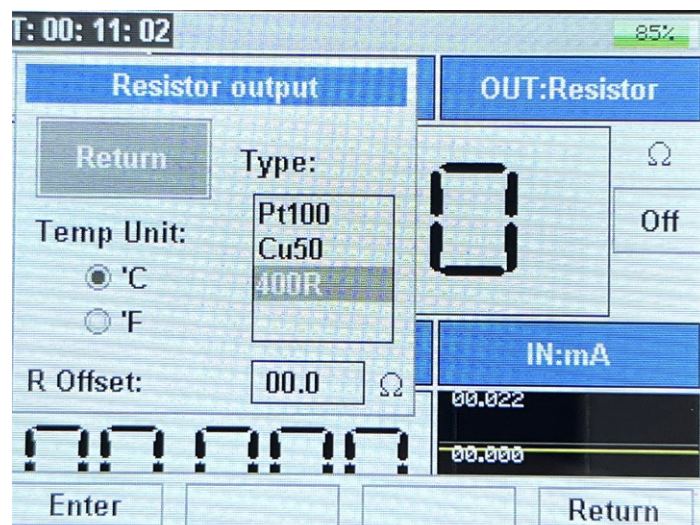 T: 00: 11: 02
85%
Resistor output
OUT:Resistor
Return
Type:
Ω
Pt100
Cu50
400R
0
Off
Temp Unit:
'C
'F
R Offset:
00.0
Ω
IN:mA
00.022
00.000
Enter
Return